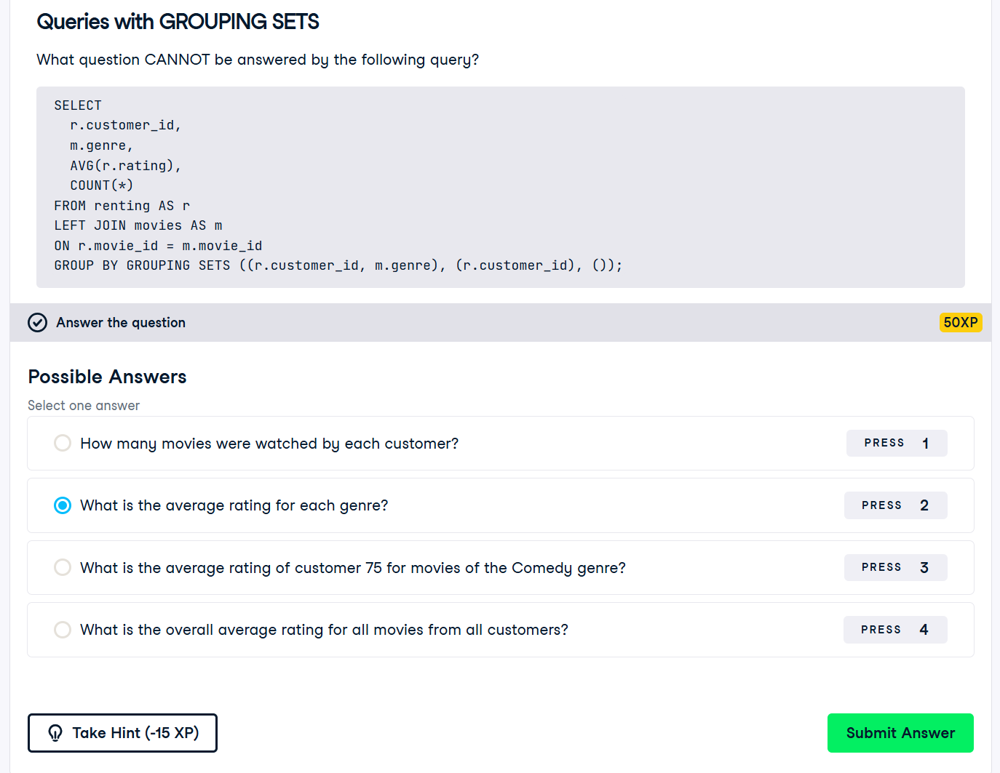 Queries with GROUPING SETS
What question CANNOT be answered by the following query?
SELECT
  r.customer_id,
  m.genre,
  AVG(r.rating),
  COUNT(*)
FROM renting AS r
LEFT JOIN movies AS m
ON r.movie_id = m.movie_id
GROUP BY GROUPING SETS ((r.customer_id, m.genre), (r.customer_id), ());
Answer the question 50XP
Possible Answers
Select one answer
How many movies were watched by each customer? PRESS 1
What is the average rating for each genre? PRESS 2
What is the average rating of customer 75 for movies of the Comedy genre? PRESS 3
What is the overall average rating for all movies from all customers? PRESS 4
Take Hint (-15 XP) Submit Answer